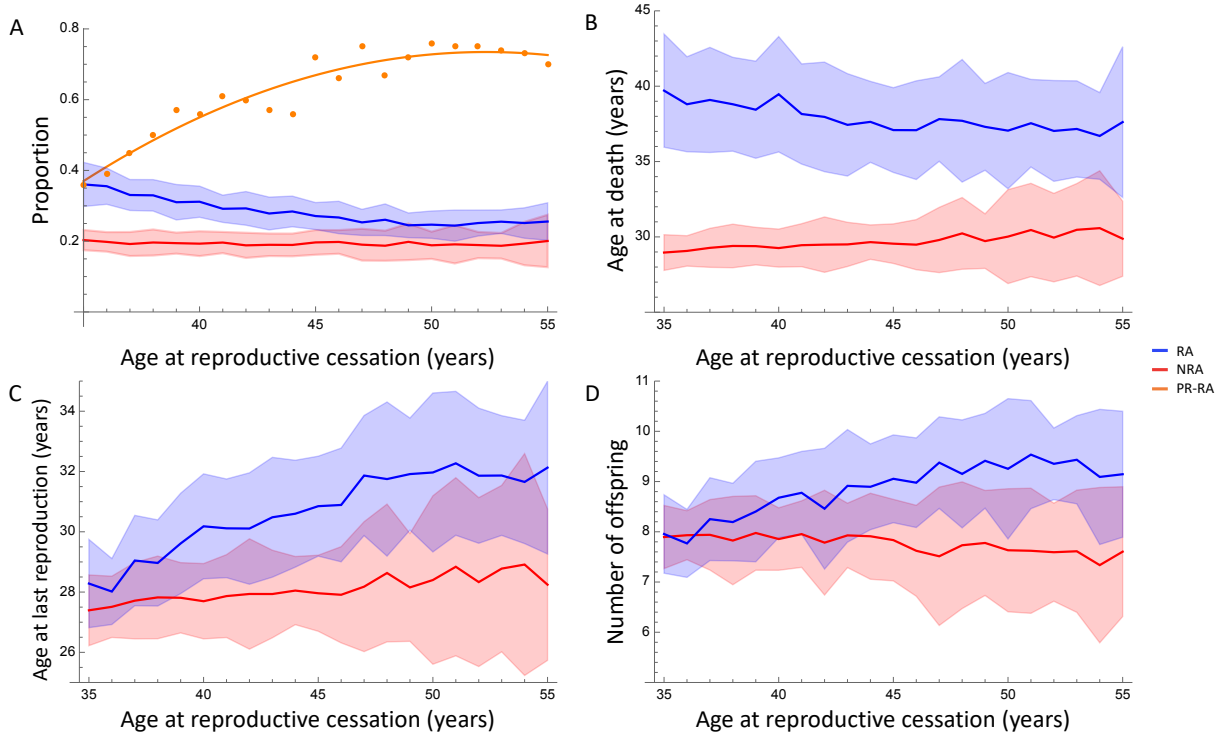 A
0.8
0.6
0.4
0.2
Proportion
40
45
50
55
Age at reproductive cessation (years)
B
40
35
30
25
Age at death (years)
35
40
45
50
55
Age at reproductive cessation (years)
RA
NRA
PR-RA
C
34
32
30
28
26
Age at last reproduction (years)
35
40
45
50
55
Age at reproductive cessation (years)
D
11
10
9
8
7
6
Number of offspring
35
40
45
50
55
Age at reproductive cessation (years)